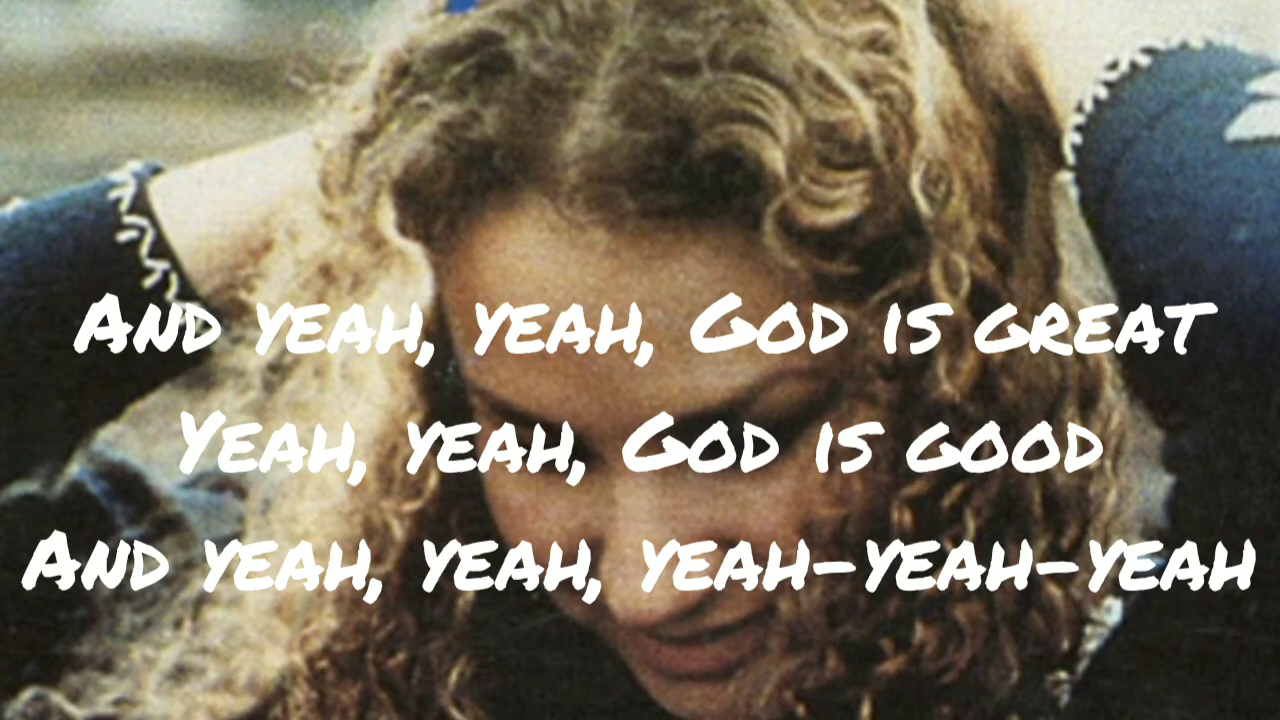 And yeah, yeah, God is great
Yeah, yeah, God is good
And yeah, yeah, yeah-yeah-yeah